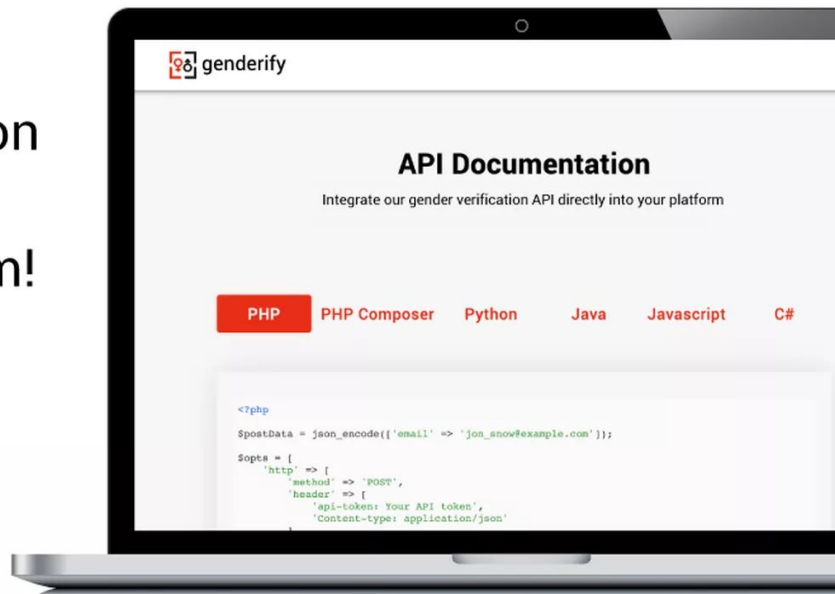 on
m!
genderify
API Documentation
Integrate our gender verification API directly into your platform
PHP PHP Composer Python Java Javascript C#
<?php
$postData = json_encode(['email' => 'jon_snow@example.com']);
$opts = [
'http' => [
'method' => 'POST',
'header' => [
'api-token: Your API token',
'Content-type: application/json'